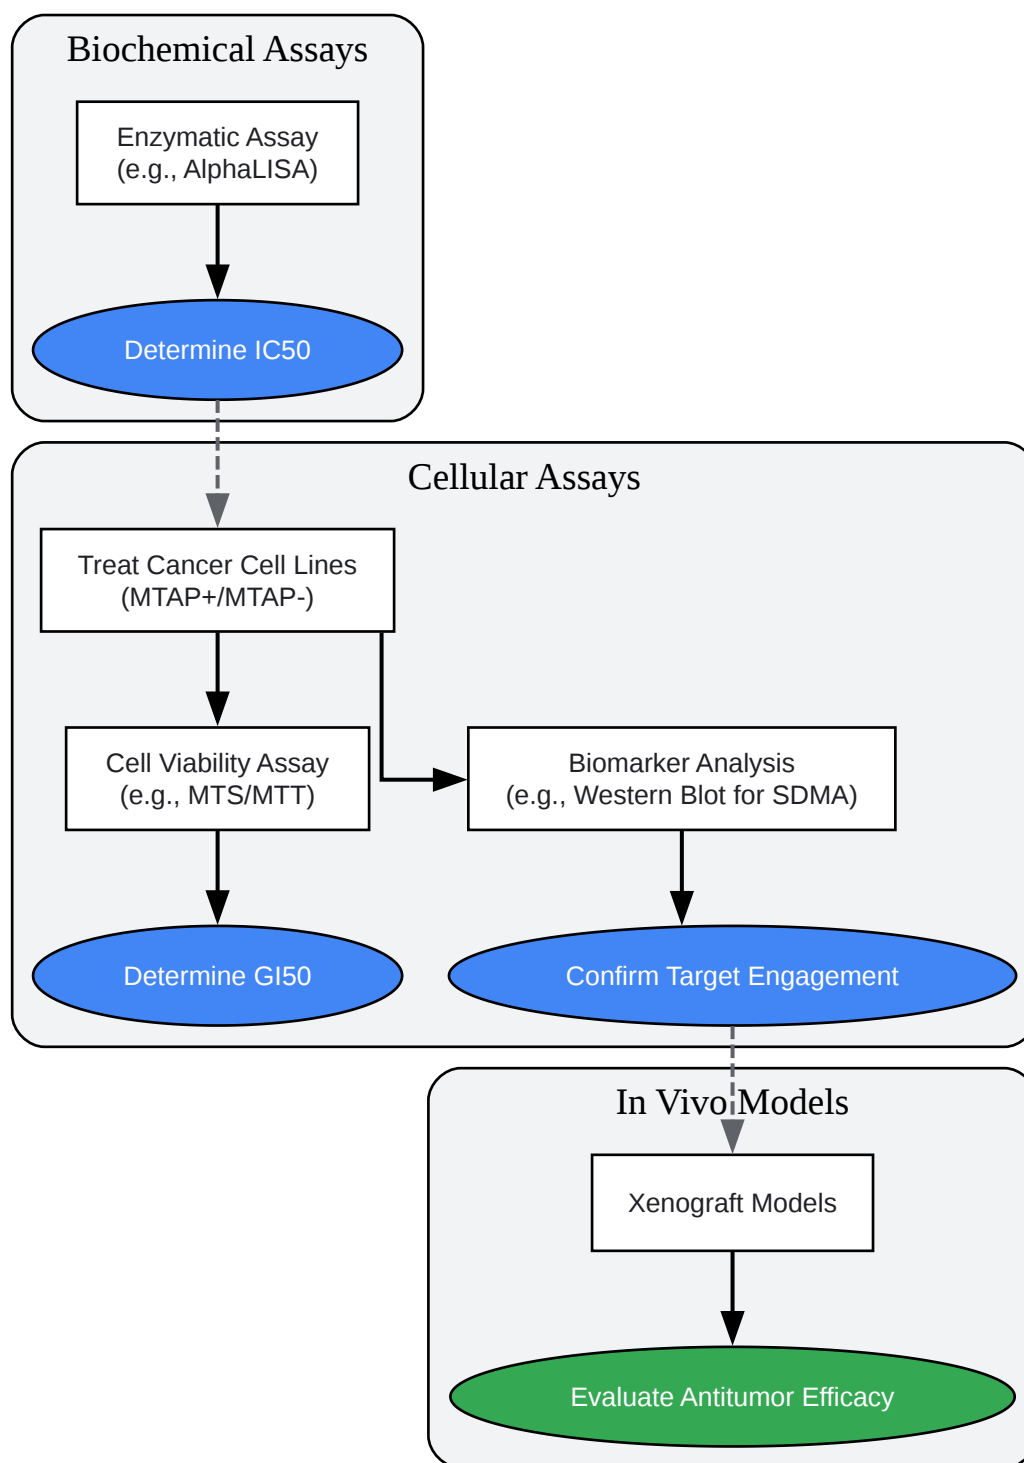 Biochemical Assays
Enzymatic Assay
(e.g., AlphaLISA)
Determine IC50
Cellular Assays
Treat Cancer Cell Lines
(MTAP+/MTAP-)
Cell Viability Assay
(e.g., MTS/MTT)
Biomarker Analysis
(e.g., Western Blot for SDMA)
Determine GI50
Confirm Target Engagement
In Vivo Models
Xenograft Models
Evaluate Antitumor Efficacy